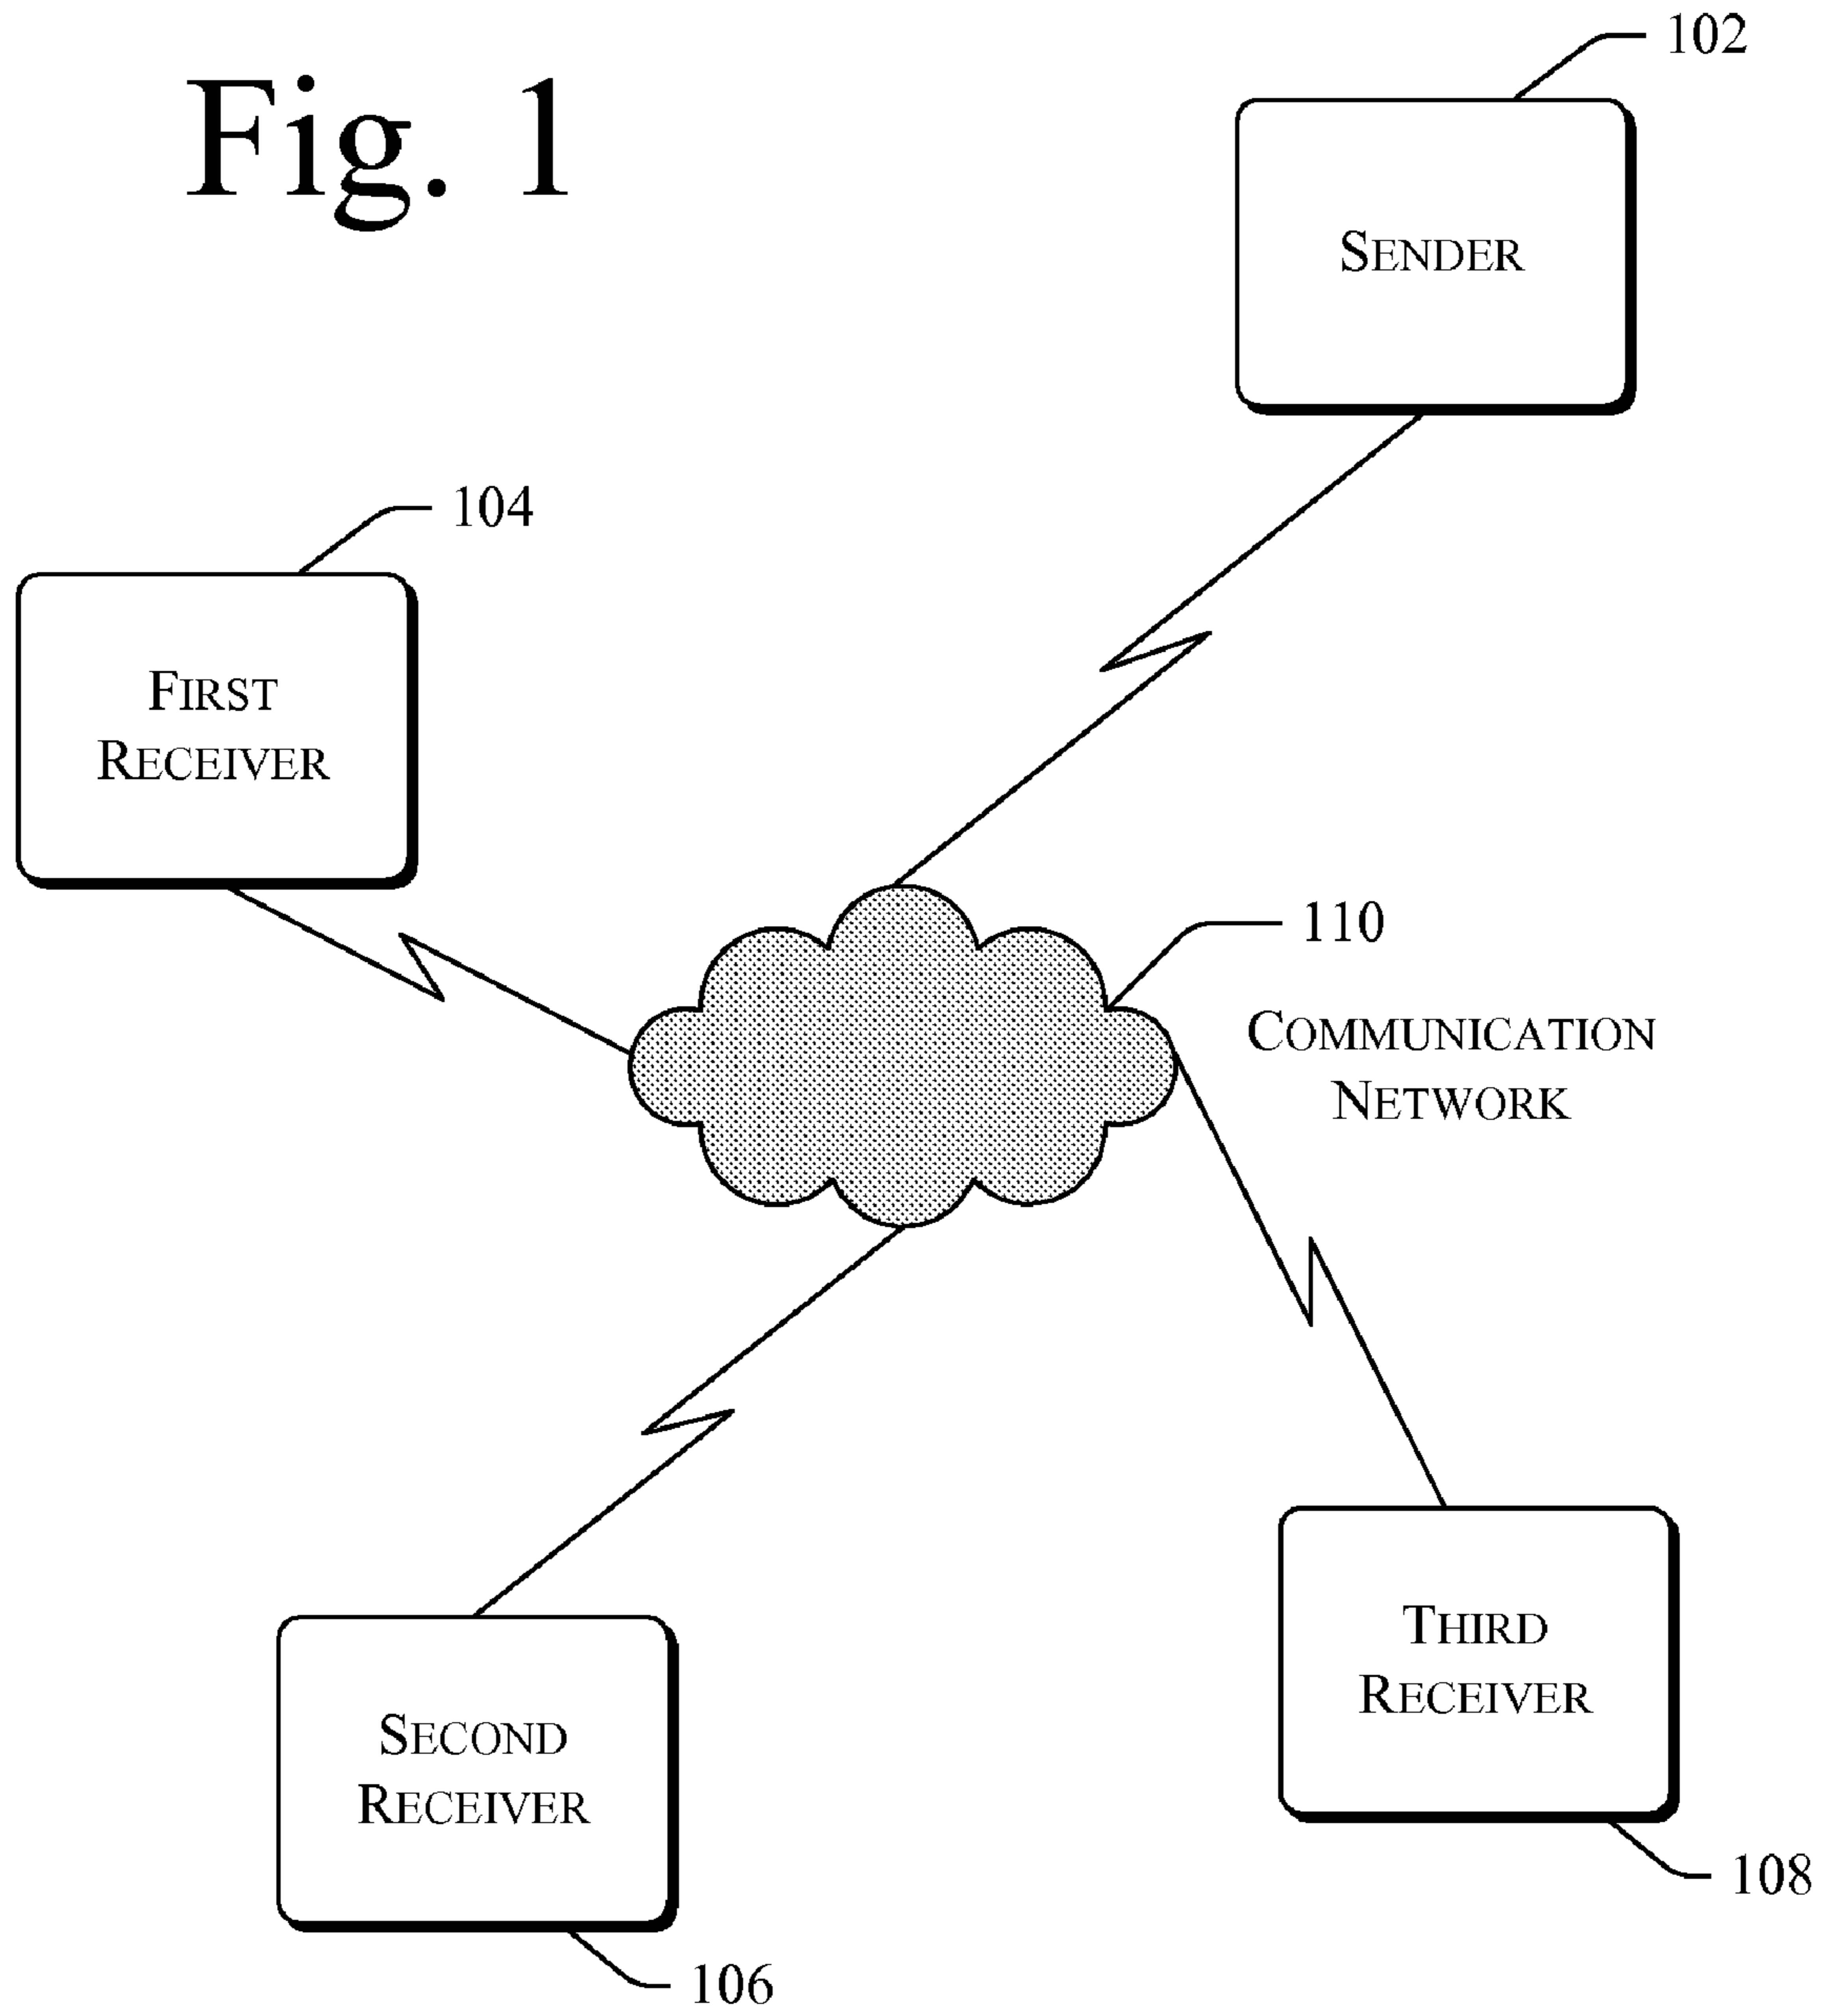 Fig. 1
102
SENDER
104
FIRST
RECEIVER
110
COMMUNICATION
NETWORK
THIRD
RECEIVER
SECOND
RECEIVER
108
106